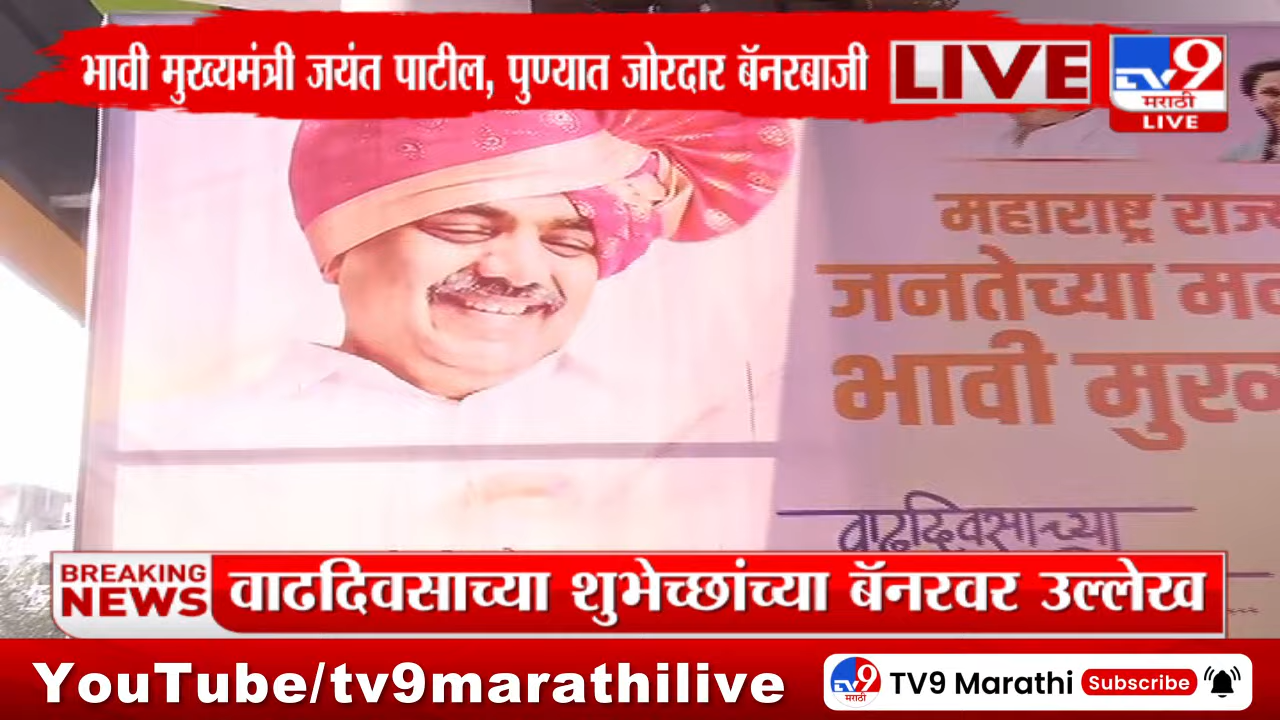 भावी मुख्यमंत्री जयंत पाटील, पुण्यात जोरदार बॅनरबाजी
LIVE
TV9
मराठी
LIVE
महाराष्ट्र
जनतेच्या
भावी
वाढदिवसाच्या
BREAKING
NEWS
वाढदिवसाच्या शुभेच्छांच्या बॅनरवर उल्लेख
YouTube/tv9marathilive
TV9
मराठी
TV9 Marathi
Subscribe